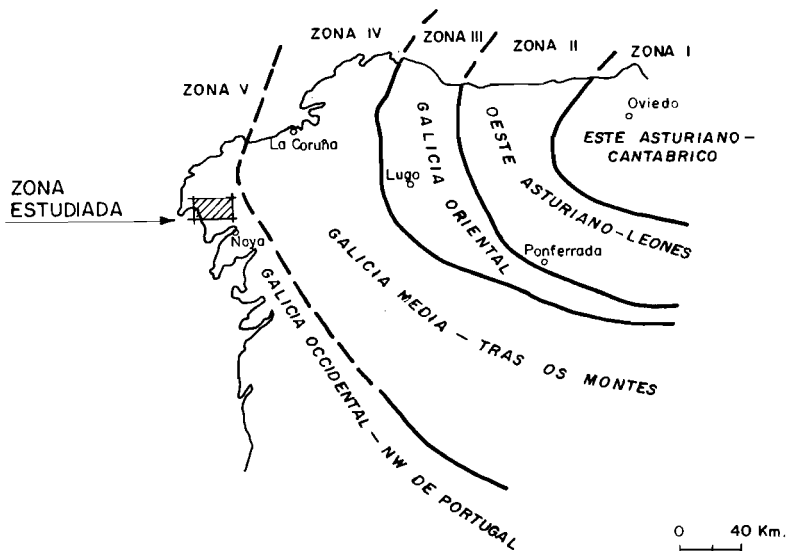 ZONA V
ZONA IV
ZONA III
ZONA II
ZONA I
Oviedo
ESTE ASTURIANO-
CANTABRICO
La Coruña
Lugo
GALICIA ORIENTAL
OESTE ASTURIANO-LEONES
ZONA
ESTUDIADA
Noya
Ponferrada
GALICIA MEDIA - TRAS OS MONTES
GALICIA OCCIDENTAL - NW DE PORTUGAL
0 40 Km.